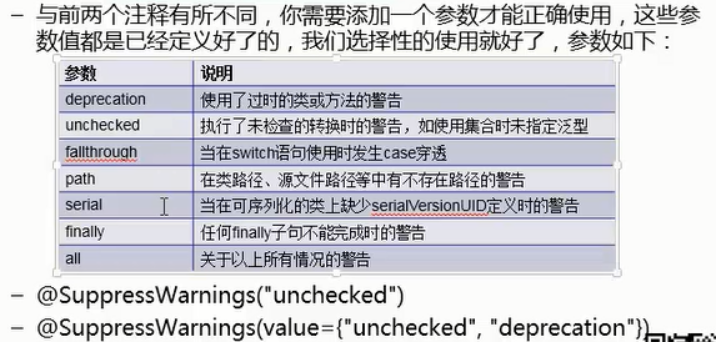 – 与前两个注释有所不同，你需要添加一个参数才能正确使用，这些参
数值都是已经定义好了的，我们选择性的使用就好了，参数如下：
参数 说明
deprecation 使用了过时的类或方法的警告
unchecked 执行了未检查的转换时的警告，如使用集合时未指定泛型
fallthrough 当在switch语句使用时发生case穿透
path 在类路径、源文件路径等中有不存在路径的警告
serial 当在可序列化的类上缺少serialVersionUID定义时的警告
finally 任何finally子句不能完成时的警告
all 关于以上所有情况的警告
– @SuppressWarnings("unchecked")
– @SuppressWarnings(value={"unchecked", "deprecation"})